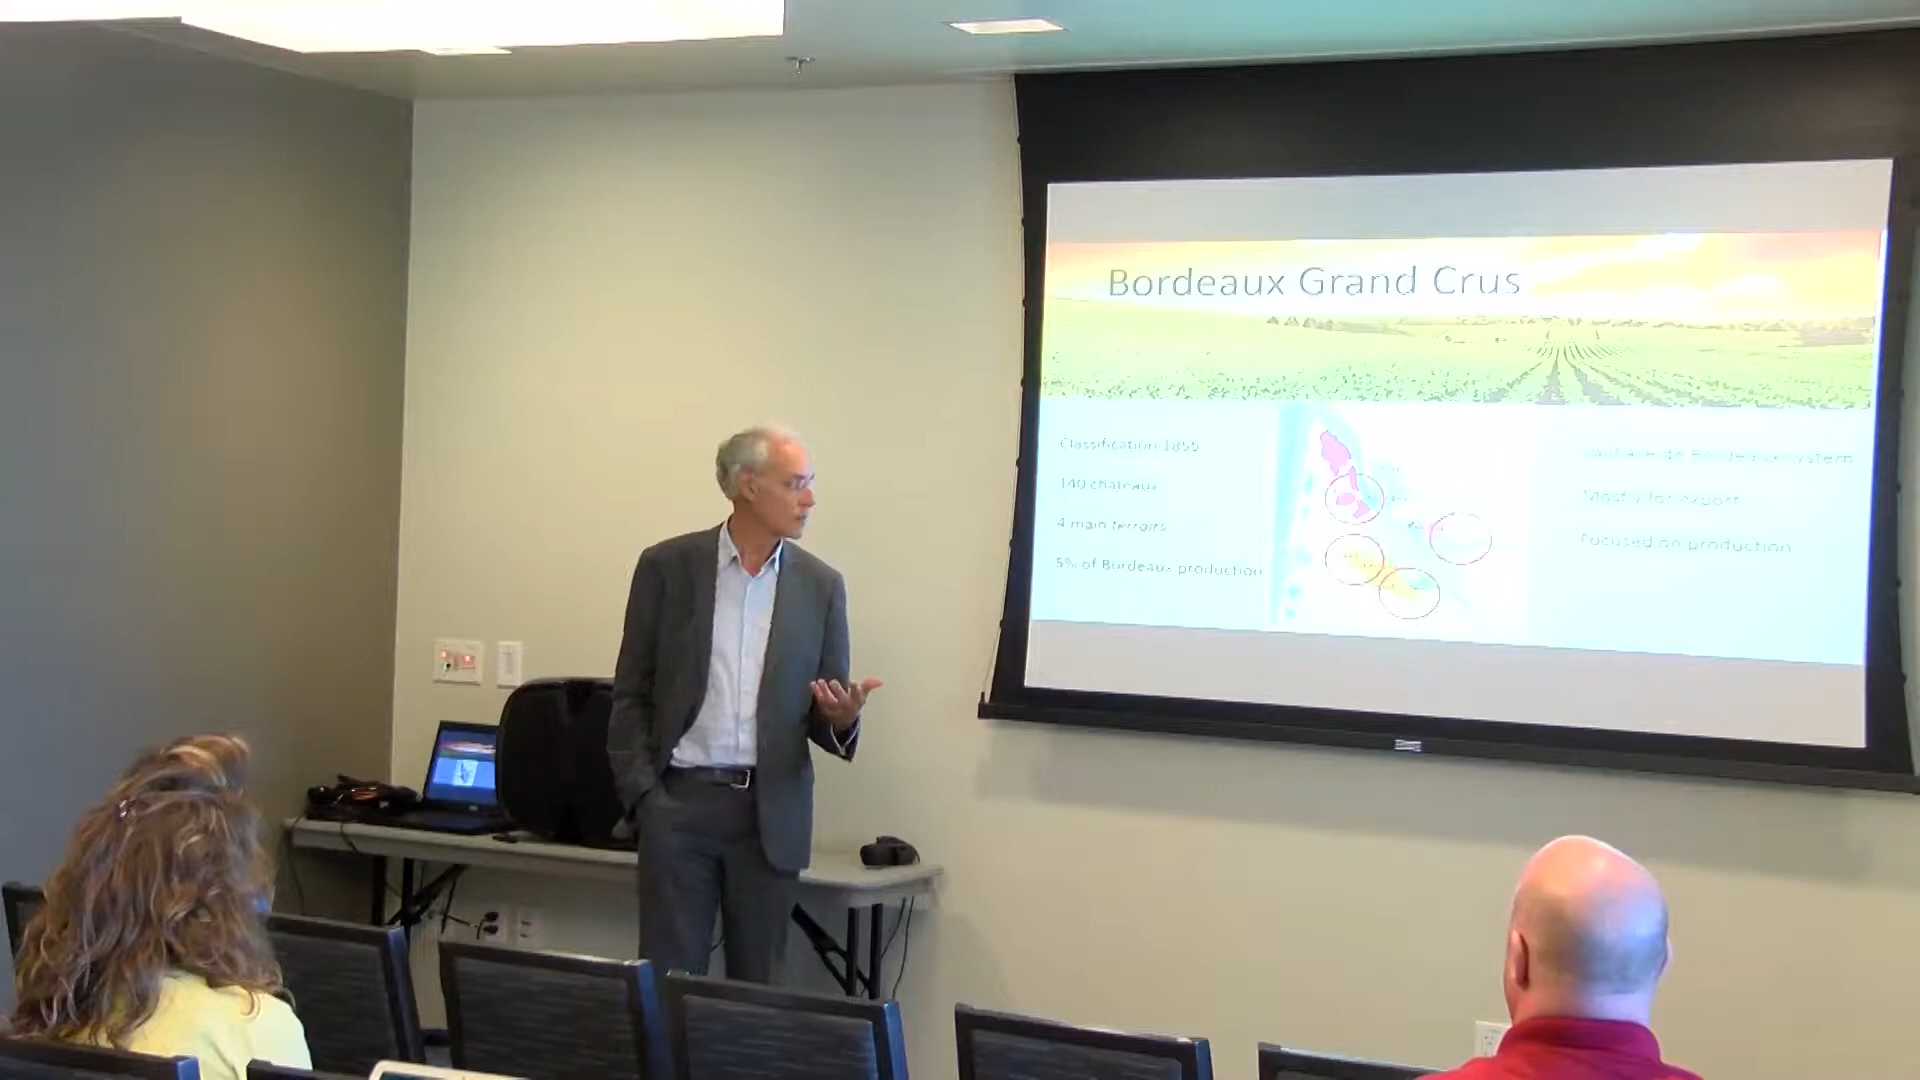 Bordeaux Grand Crus
Classification 1855
140 chateaux
4 main terroirs
5% of Bordeaux production
system
Mostly for export
Focused on production